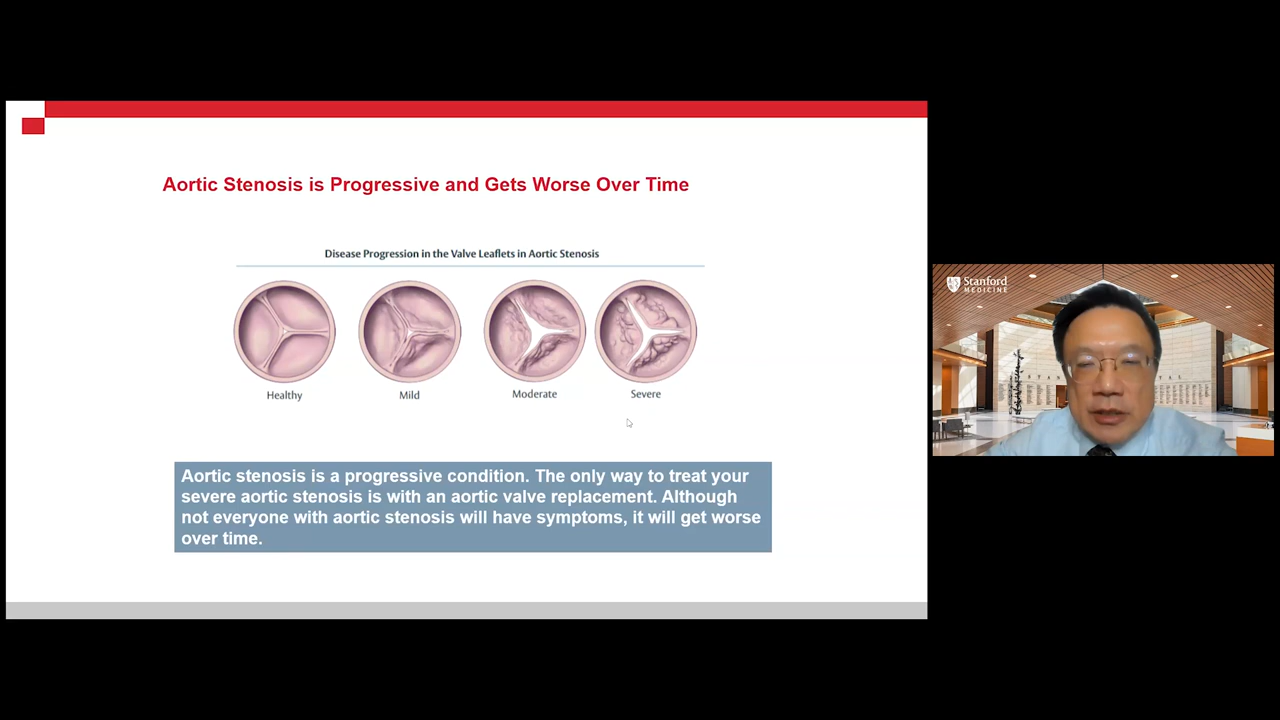 Aortic Stenosis is Progressive and Gets Worse Over Time
Disease Progression in the Valve Leaflets in Aortic Stenosis
Healthy
Mild
Moderate
Severe
Aortic stenosis is a progressive condition. The only way to treat your
severe aortic stenosis is with an aortic valve replacement. Although
not everyone with aortic stenosis will have symptoms, it will get worse
over time.
Stanford
MEDICINE